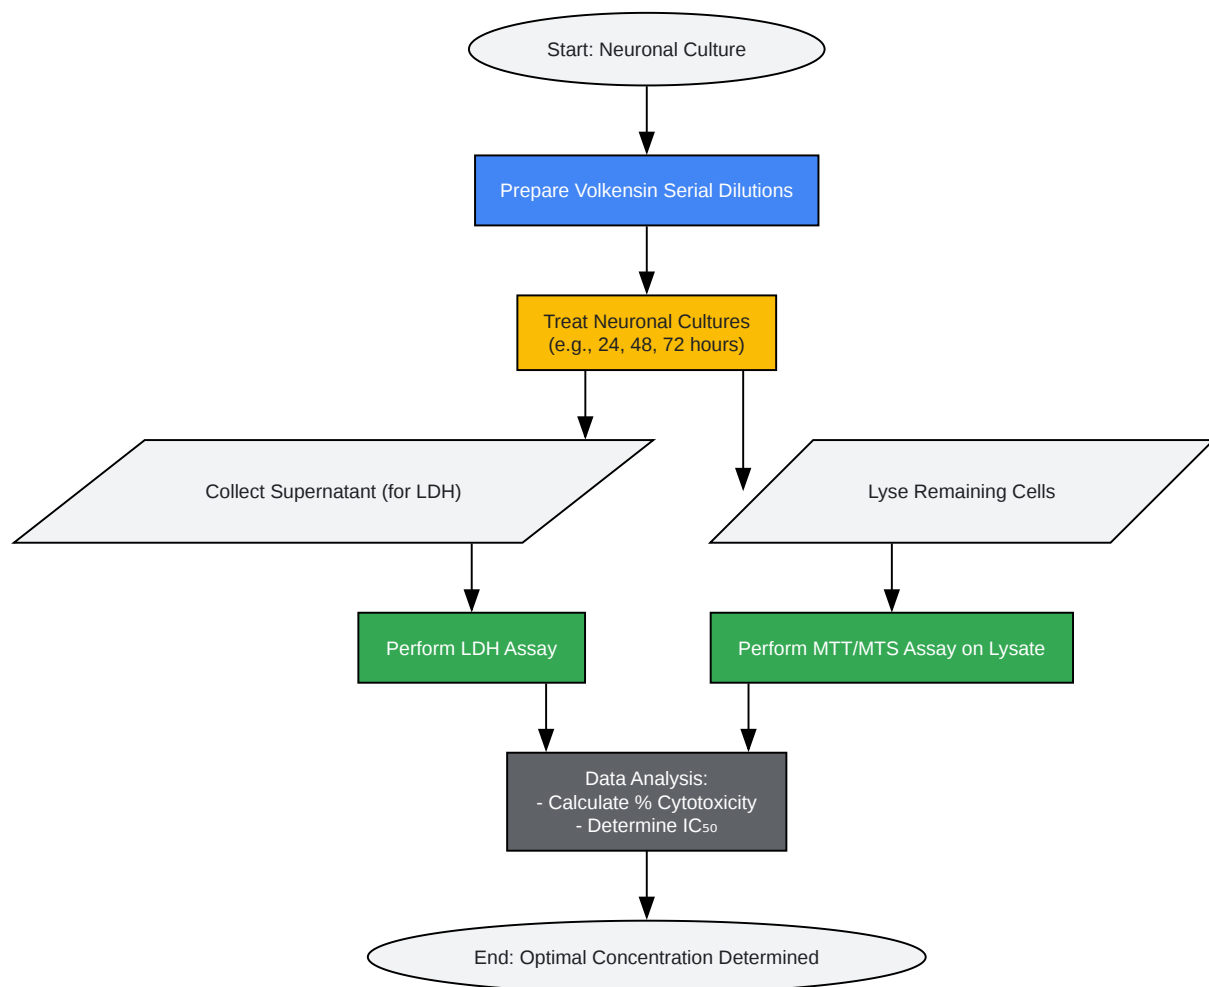 Start: Neuronal Culture
Prepare Volkensin Serial Dilutions
Treat Neuronal Cultures
(e.g., 24, 48, 72 hours)
Collect Supernatant (for LDH)
Lyse Remaining Cells
Perform LDH Assay
Perform MTT/MTS Assay on Lysate
Data Analysis:
- Calculate % Cytotoxicity
- Determine IC₅₀
End: Optimal Concentration Determined